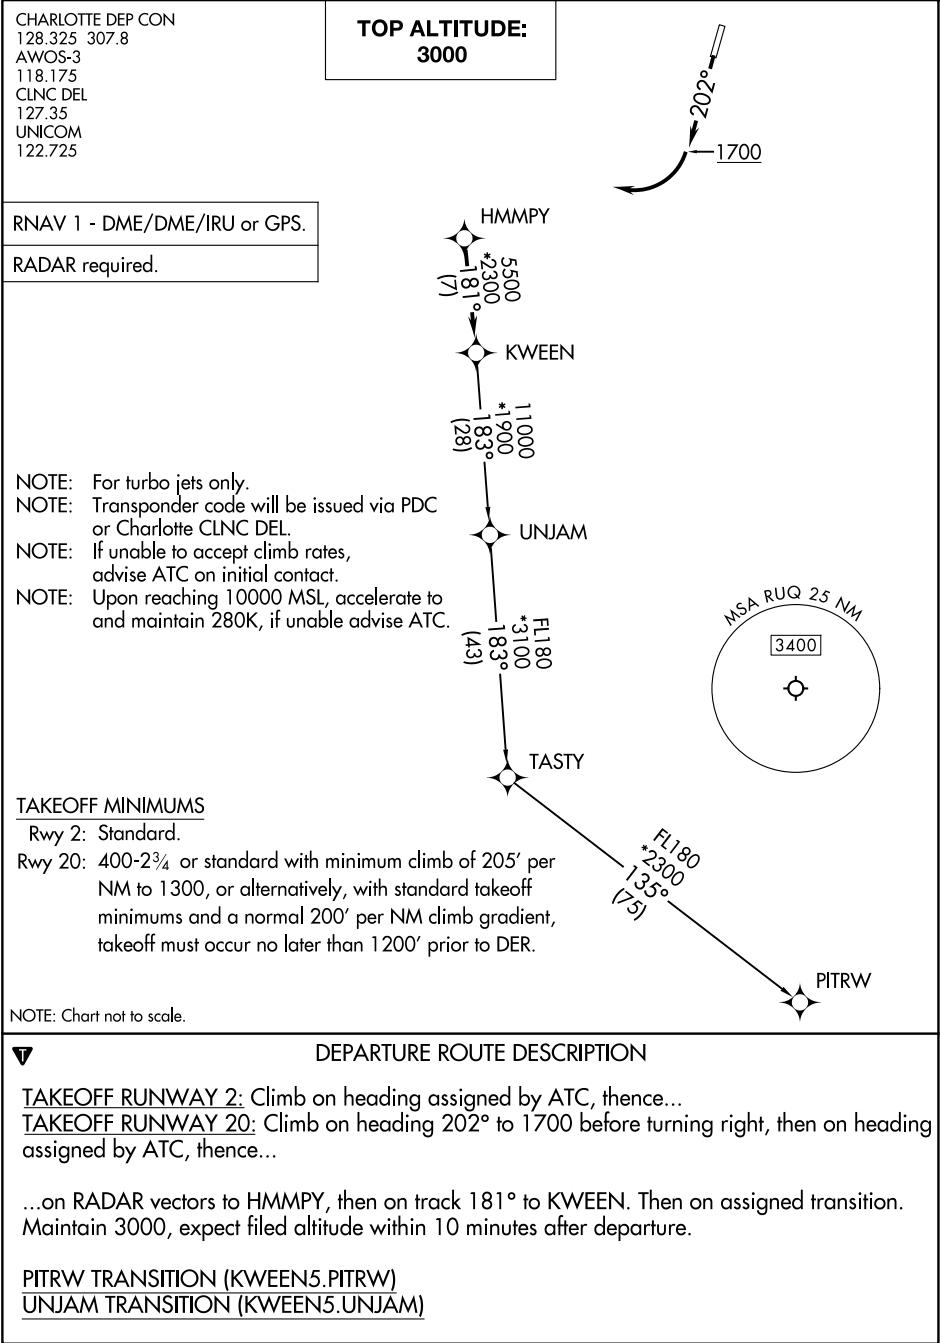 CHARLOTTE DEP CON
128.325 307.8
AWOS-3
118.175
CLNC DEL
127.35
UNICOM
122.725
TOP ALTITUDE:
3000
202°
1700
RNAV 1 - DME/DME/IRU or GPS.
RADAR required.
HMMPY
5500
*2300
181°
(7)
KWEEN
11000
*1900
183°
(28)
NOTE: For turbo jets only.
NOTE: Transponder code will be issued via PDC
or Charlotte CLNC DEL.
NOTE: If unable to accept climb rates,
advise ATC on initial contact.
NOTE: Upon reaching 10000 MSL, accelerate to
and maintain 280K, if unable advise ATC.
UNJAM
FL180
*3100
183°
(43)
MSA RUQ 25 NM
3400
TASTY
FL180
*2300
135°
(75)
PITRW
TAKEOFF MINIMUMS
Rwy 2: Standard.
Rwy 20: 400-2¾ or standard with minimum climb of 205' per
NM to 1300, or alternatively, with standard takeoff
minimums and a normal 200' per NM climb gradient,
takeoff must occur no later than 1200' prior to DER.
NOTE: Chart not to scale.
T
DEPARTURE ROUTE DESCRIPTION
TAKEOFF RUNWAY 2: Climb on heading assigned by ATC, thence...
TAKEOFF RUNWAY 20: Climb on heading 202° to 1700 before turning right, then on heading
assigned by ATC, thence...
...on RADAR vectors to HMMPY, then on track 181° to KWEEN. Then on assigned transition.
Maintain 3000, expect filed altitude within 10 minutes after departure.
PITRW TRANSITION (KWEEN5.PITRW)
UNJAM TRANSITION (KWEEN5.UNJAM)